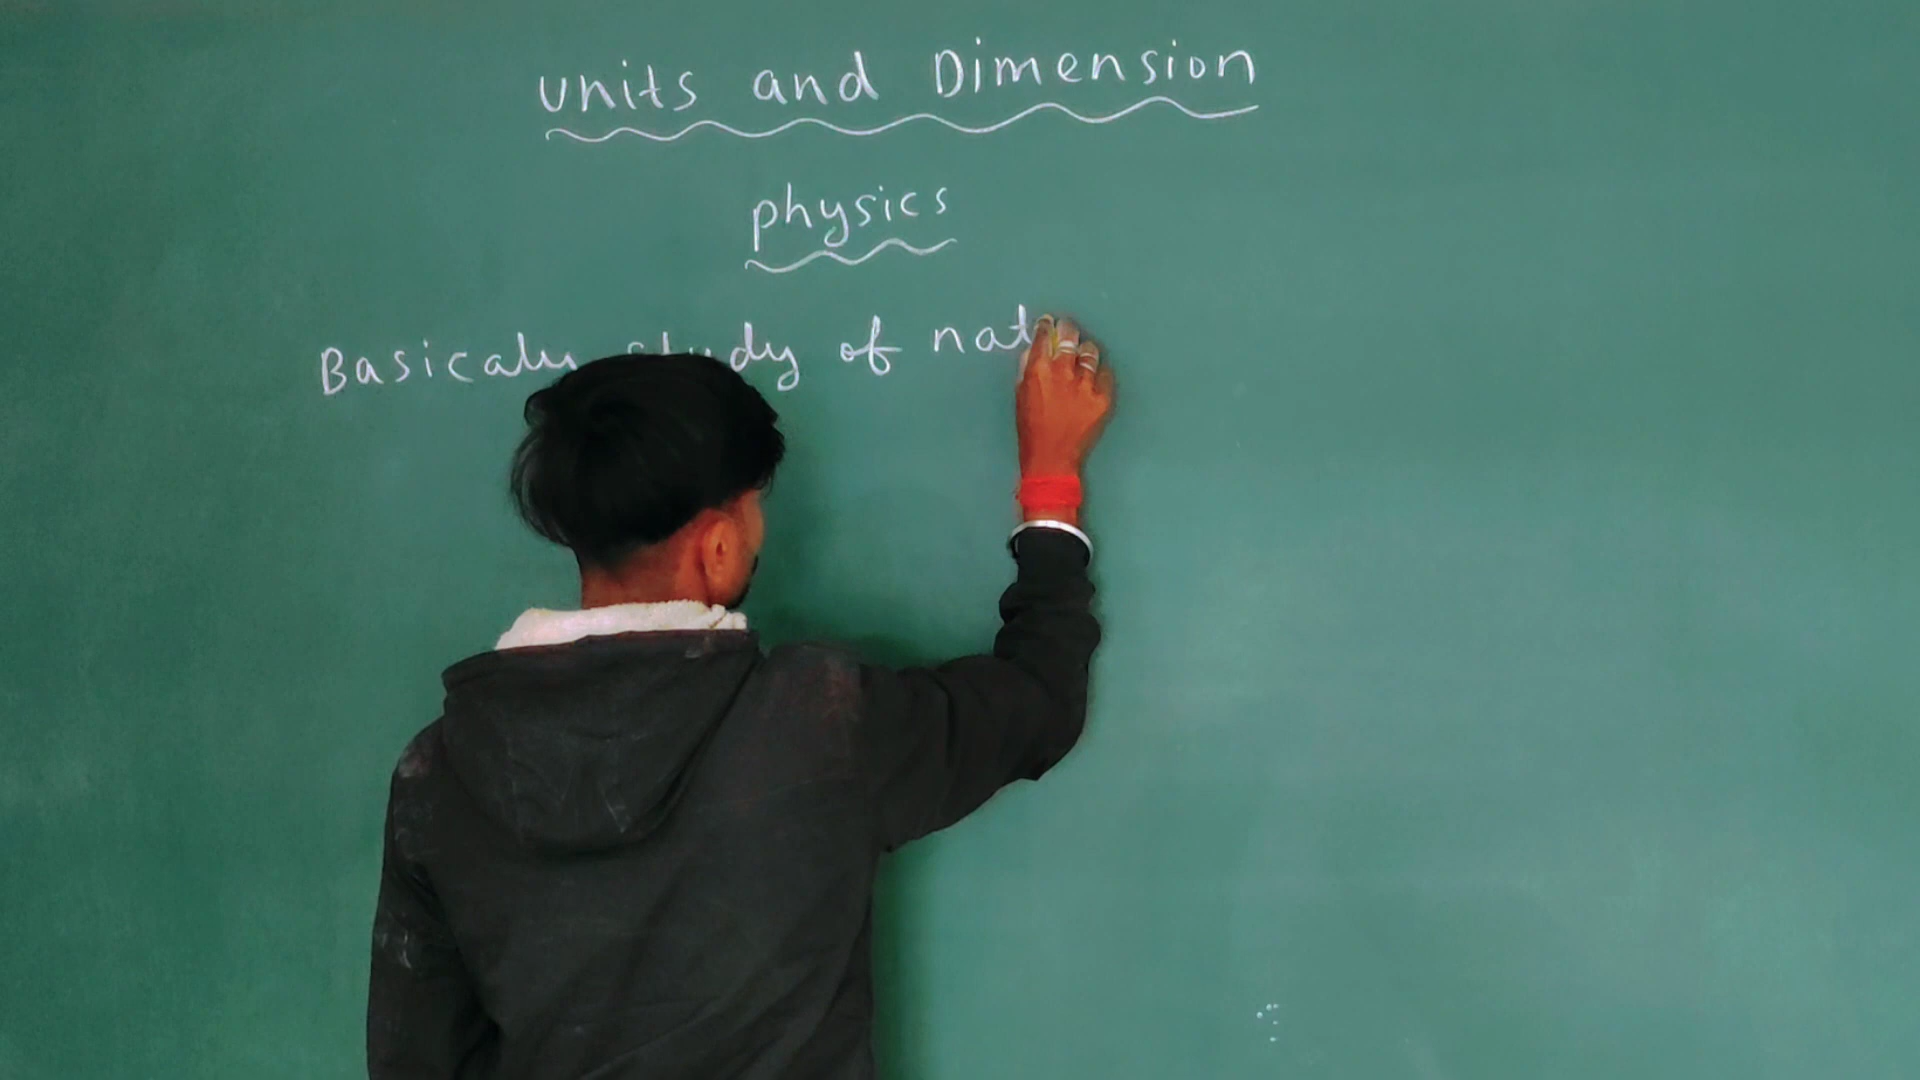 Units and Dimension
physics
Basicaly study of nat